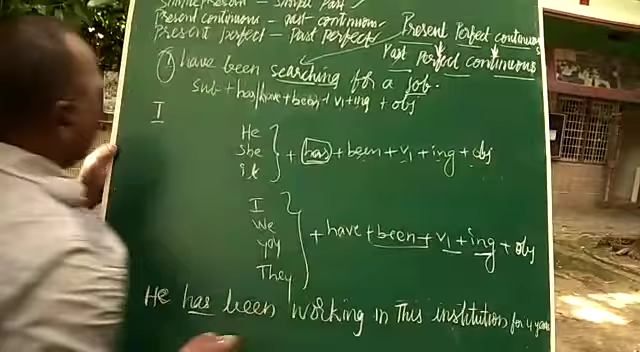 Simple present - simple Past
Present continuous - past - continuous
Present perfect - Past Perfect
Present Perfect continuous
Past Perfect continuous
I have been searching for a job.
sub + has/have + been + v1 + ing + obj
I
He
she
it
+ has + been + v1 + ing + obj
I
We
you
They
+ have + been + v1 + ing + obj
He has been working in This institution for 4 years